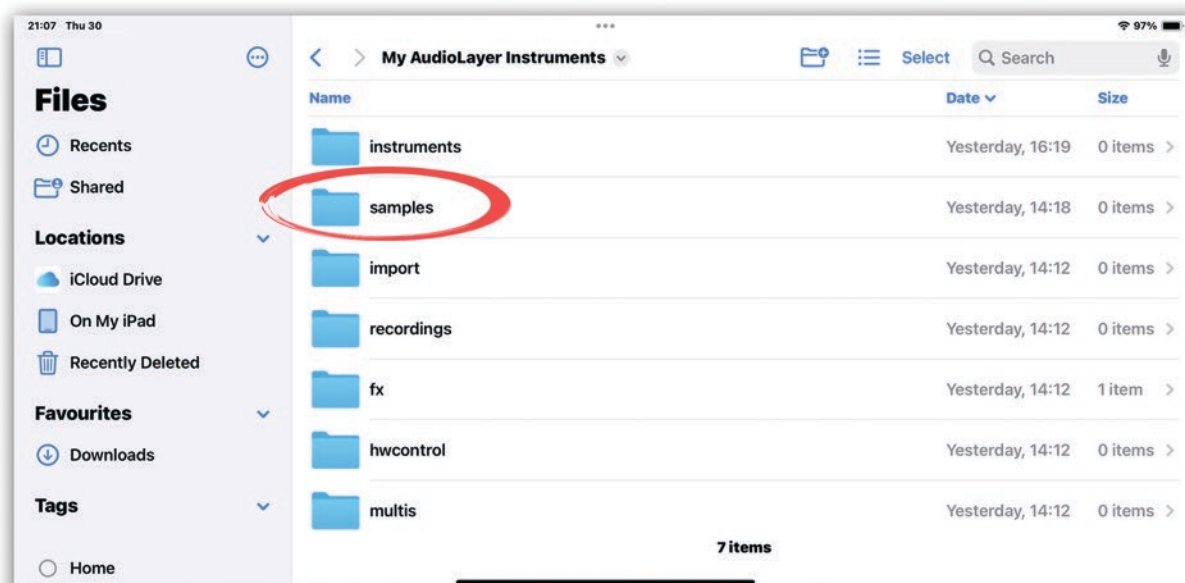 21:07 Thu 30
97%
Files
Recents
Shared
Locations
iCloud Drive
On My iPad
Recently Deleted
Favourites
Downloads
Tags
Home
My AudioLayer Instruments
Select
Search
Name Date Size
instruments Yesterday, 16:19 0 items
samples Yesterday, 14:18 0 items
import Yesterday, 14:12 0 items
recordings Yesterday, 14:12 0 items
fx Yesterday, 14:12 1 item
hwcontrol Yesterday, 14:12 0 items
multis Yesterday, 14:12 0 items
7 items